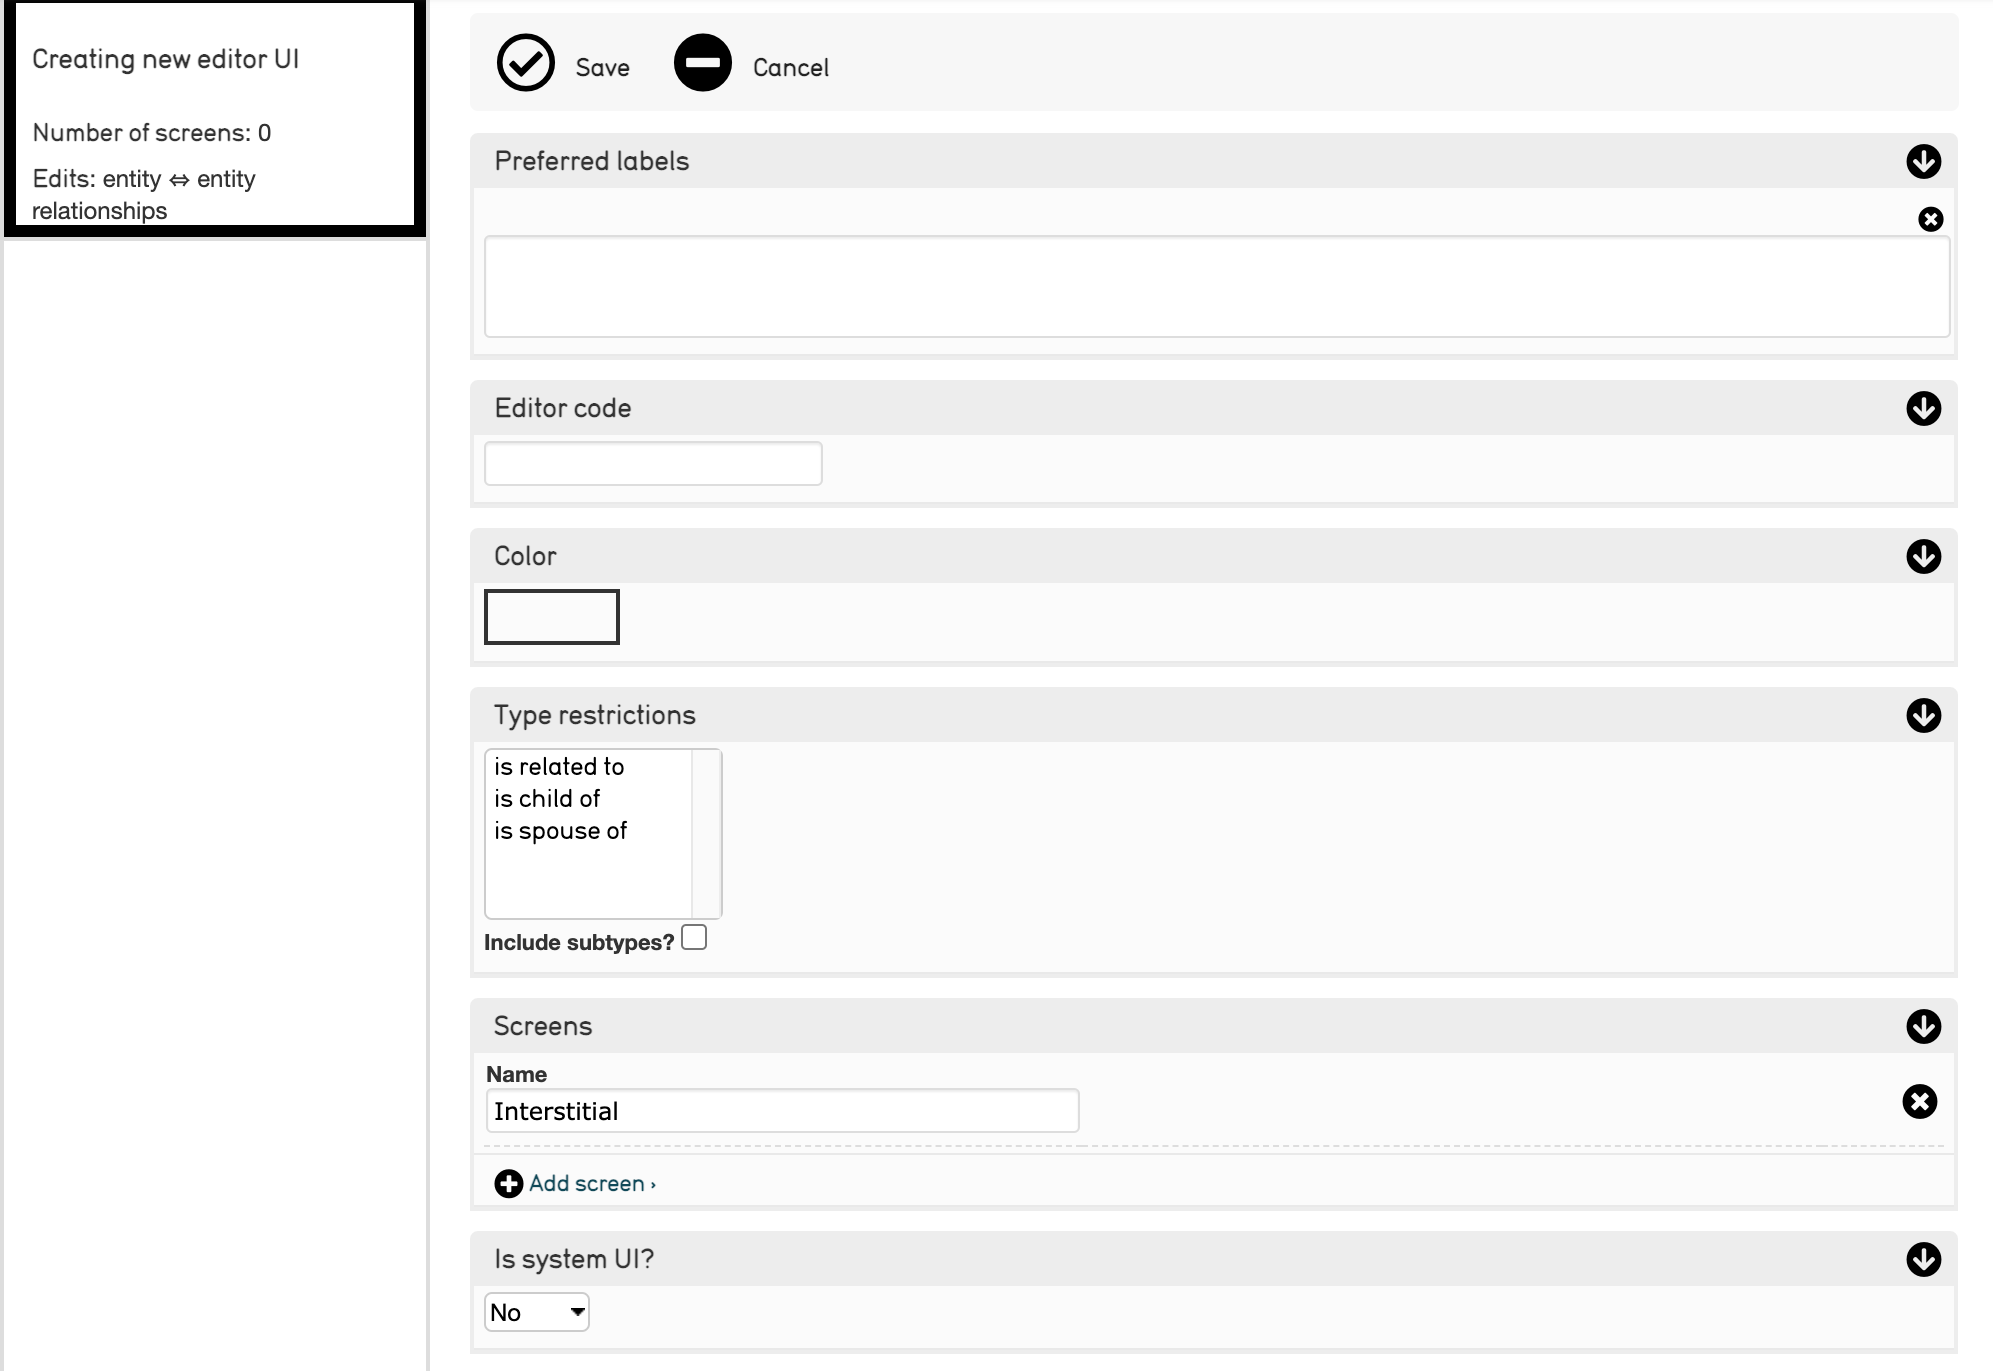 Creating new editor UI
Number of screens: 0
Edits: entity ⇔ entity
relationships
Save
Cancel
Preferred labels
Editor code
Color
Type restrictions
is related to
is child of
is spouse of
Include subtypes?
Screens
Name
Interstitial
Add screen ›
Is system UI?
No